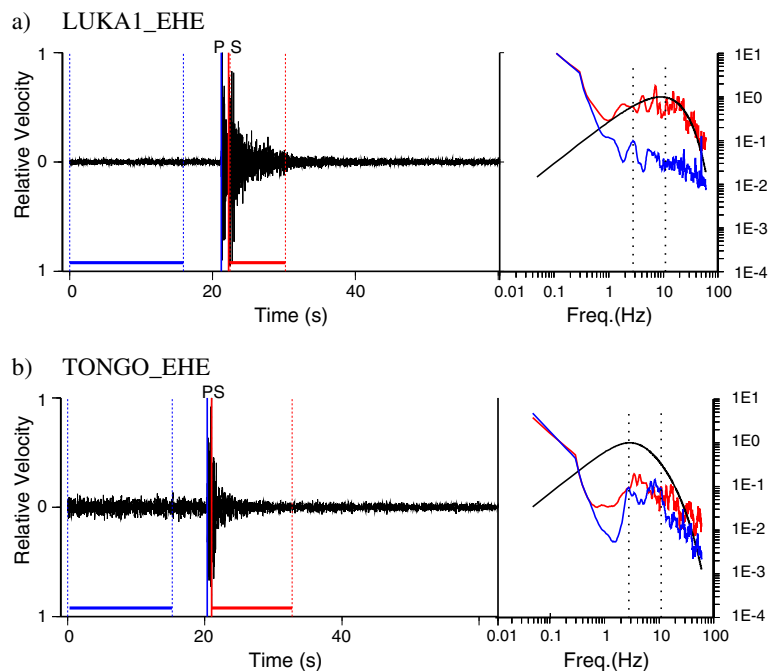 a) LUKA1_EHE
P S
1
0
1
Relative Velocity
0 20 40
Time (s)
1E1
1E0
1E-1
1E-2
1E-3
1E-4
0.01 0.1 1 10 100
Freq.(Hz)
b) TONGO_EHE
PS
1
0
1
Relative Velocity
0 20 40 60
Time (s)
1E1
1E0
1E-1
1E-2
1E-3
1E-4
0.01 0.1 1 10 100
Freq.(Hz)